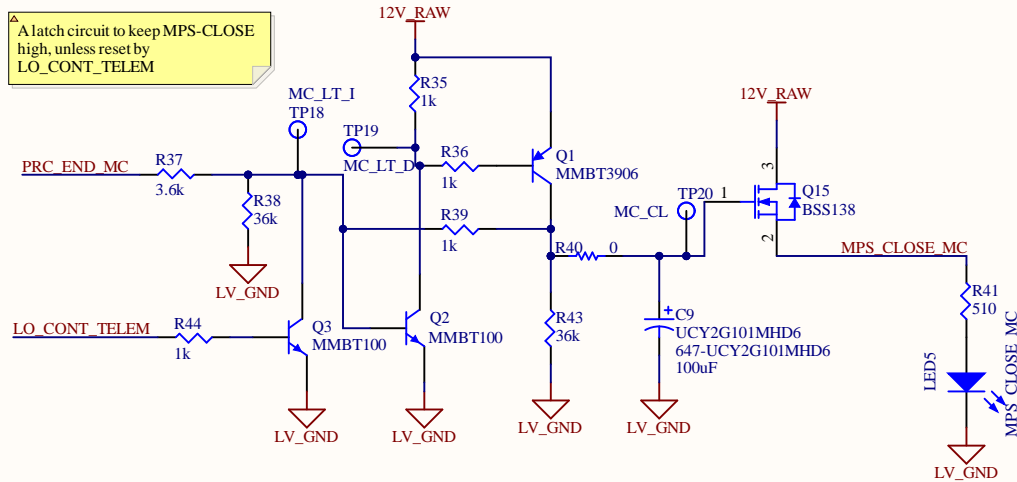 A latch circuit to keep MPS-CLOSE
high, unless reset by
LO_CONT_TELEM
12V_RAW
R35
1k
MC_LT_I
TP18
TP19
MC_LT_D
12V_RAW
PRC_END_MC
R37
3.6k
R36
1k
Q1
MMBT3906
R38
36k
R39
1k
TP20
MC_CL
1
3
Q15
BSS138
2
R40
0
MPS_CLOSE_MC
LV_GND
LO_CONT_TELEM
R44
1k
Q3
MMBT100
Q2
MMBT100
R43
36k
C9
UCY2G101MHD6
647-UCY2G101MHD6
100uF
R41
510
LED5
MPS_CLOSE_MC
LV_GND
LV_GND
LV_GND
LV_GND
LV_GND